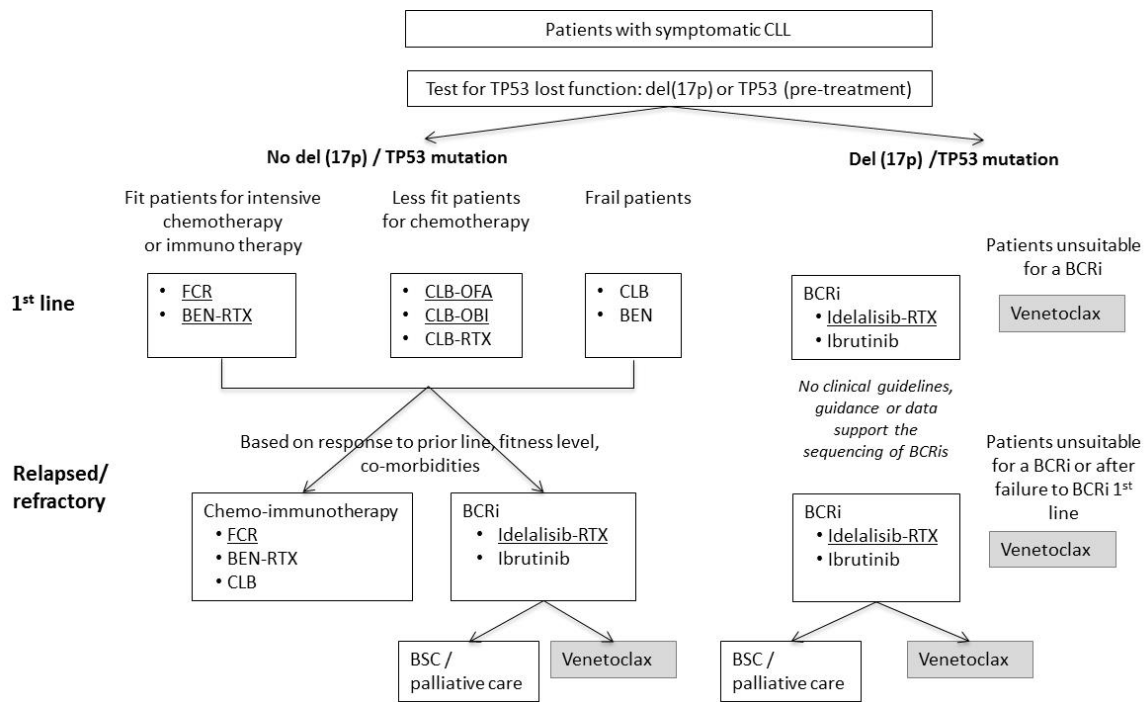 Patients with symptomatic CLL
Test for TP53 lost function: del(17p) or TP53 (pre-treatment)
No del (17p) / TP53 mutation
Del (17p) /TP53 mutation
Fit patients for intensive
chemotherapy
or immuno therapy
Less fit patients
for chemotherapy
Frail patients
Patients unsuitable
for a BCRi
1st line
• FCR
• BEN-RTX
• CLB-OFA
• CLB-OBI
• CLB-RTX
• CLB
• BEN
BCRi
• Idelalisib-RTX
• Ibrutinib
Venetoclax
No clinical guidelines,
guidance or data
support the
sequencing of BCRis
Based on response to prior line, fitness level,
co-morbidities
Patients unsuitable
for a BCRi or after
failure to BCRi 1st
line
Relapsed/
refractory
Chemo-immunotherapy
• FCR
• BEN-RTX
• CLB
BCRi
• Idelalisib-RTX
• Ibrutinib
BCRi
• Idelalisib-RTX
• Ibrutinib
Venetoclax
BSC /
palliative care
Venetoclax
BSC /
palliative care
Venetoclax